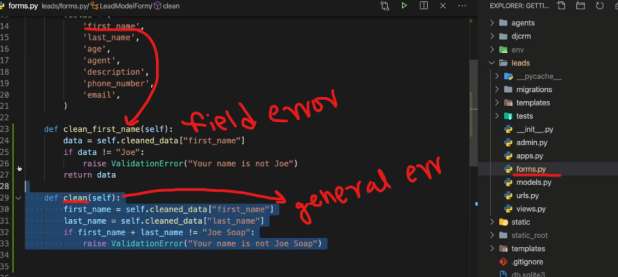 forms.py leads/forms.py/LeadModelForm/clean
14 'first_name',
15 'last_name',
16 'age',
17 'agent',
18 'description',
19 'phone_number',
20 'email',
21 )
22
23 def clean_first_name(self):
24 data = self.cleaned_data["first_name"]
25 if data != "Joe":
26 raise ValidationError("Your name is not Joe")
27 return data
28
29 def clean(self):
30 first_name = self.cleaned_data["first_name"]
31 last_name = self.cleaned_data["last_name"]
32 if first_name + last_name != "Joe Soap":
33 raise ValidationError("Your name is not Joe Soap")
34
35
field error
general err
EXPLORER: GETTI...
agents
djcrm
env
leads
__pycache__
migrations
templates
tests
__init__.py
admin.py
apps.py
forms.py
models.py
urls.py
views.py
static
static_root
templates
.gitignore
db.sqlite3